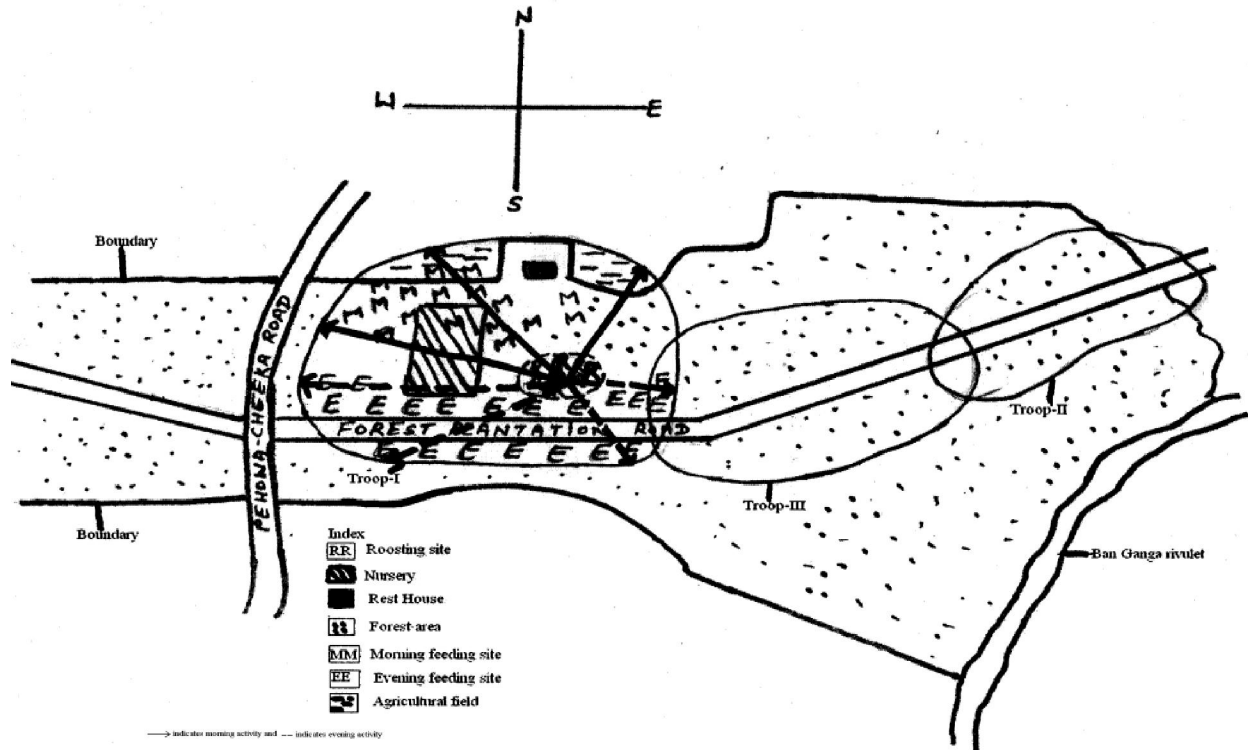 N
W
E
S
Boundary
PEHOWA-CHEEKA ROAD
M M M M
M M M M M
M M M M M M
M M M
R R
E E
E E E E E E E E E E E
FOREST PLANTATION ROAD
E E E E E E E
Troop-I
Troop-II
Troop-III
Boundary
Ban Ganga rivulet
Index
RR Roosting site
Nursery
Rest House
Forest area
MM Morning feeding site
EE Evening feeding site
Agricultural field
indicates morning activity and -- indicates evening activity